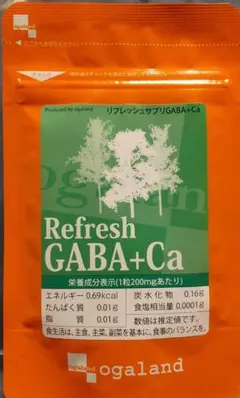 ogaland
Produced by ogaland
リフレッシュサプリGABA+Ca
Refresh
GABA+Ca
栄養成分表示(1粒200mgあたり)
エネルギー 0.69kcal 炭水化物 0.16g
たんぱく質 0.01g 食塩相当量 0.0001g
脂質 0.01g 数値は推定値です。
食生活は、主食、主菜、副菜を基本に、食事のバランスを。
ogaland